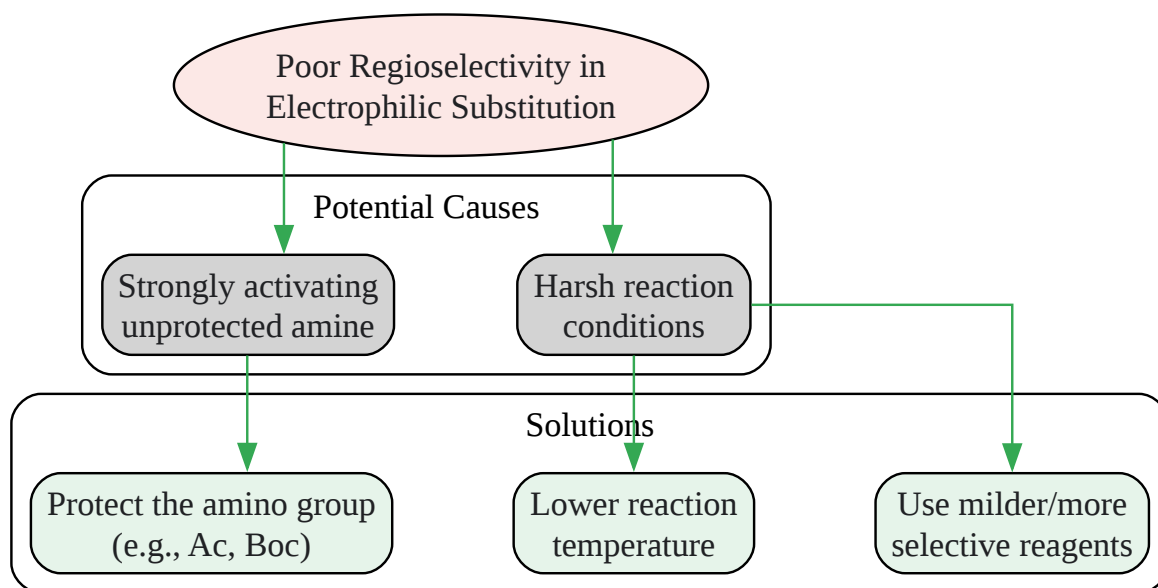 Poor Regioselectivity in
Electrophilic Substitution
Potential Causes
Strongly activating
unprotected amine
Harsh reaction
conditions
Solutions
Protect the amino group
(e.g., Ac, Boc)
Lower reaction
temperature
Use milder/more
selective reagents